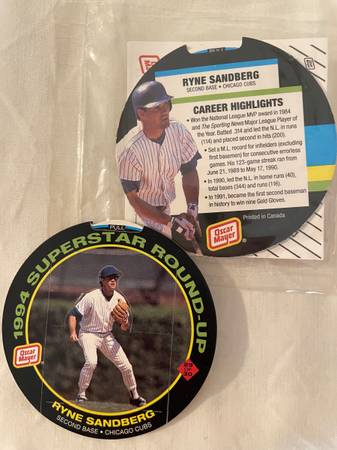 RYNE SANDBERG
SECOND BASE • CHICAGO CUBS
CAREER HIGHLIGHTS
• Won the National League MVP award in 1984
and The Sporting News Major League Player of
the Year. Batted .314 and led the N.L. in runs
(114) and placed second in hits (200).
• Set a M.L. record for infielders (excluding
first basemen) for consecutive errorless
games. His 123-game streak ran from
June 21, 1989 to May 17, 1990.
• In 1990, led the N.L. in home runs (40),
total bases (344) and runs (116).
• In 1991, became the first second baseman
in history to win nine Gold Gloves.
Printed in Canada
Oscar
Mayer
®
PULL
1994 SUPERSTAR ROUND-UP
Oscar
Mayer
®
29
OF
30
RYNE SANDBERG
SECOND BASE • CHICAGO CUBS